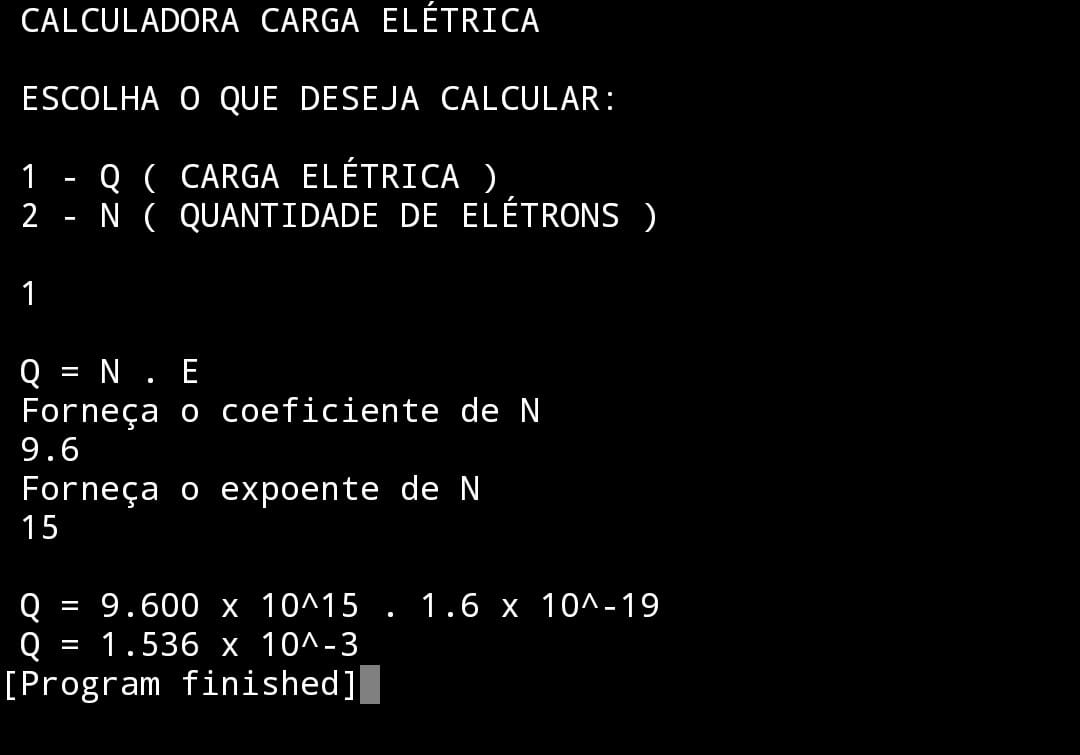 CALCULADORA CARGA ELÉTRICA
ESCOLHA O QUE DESEJA CALCULAR:
1 - Q ( CARGA ELÉTRICA )
2 - N ( QUANTIDADE DE ELÉTRONS )
1
Q = N . E
Forneça o coeficiente de N
9.6
Forneça o expoente de N
15
Q = 9.600 x 10^15 . 1.6 x 10^-19
Q = 1.536 x 10^-3
[Program finished]